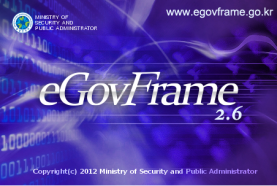 www.egovframe.go.kr
MINISTRY OF
SECURITY AND
PUBLIC ADMINISTRATOR
eGovFrame
2.6
Copyright(c) 2012 Ministry of Security and Public Administrator